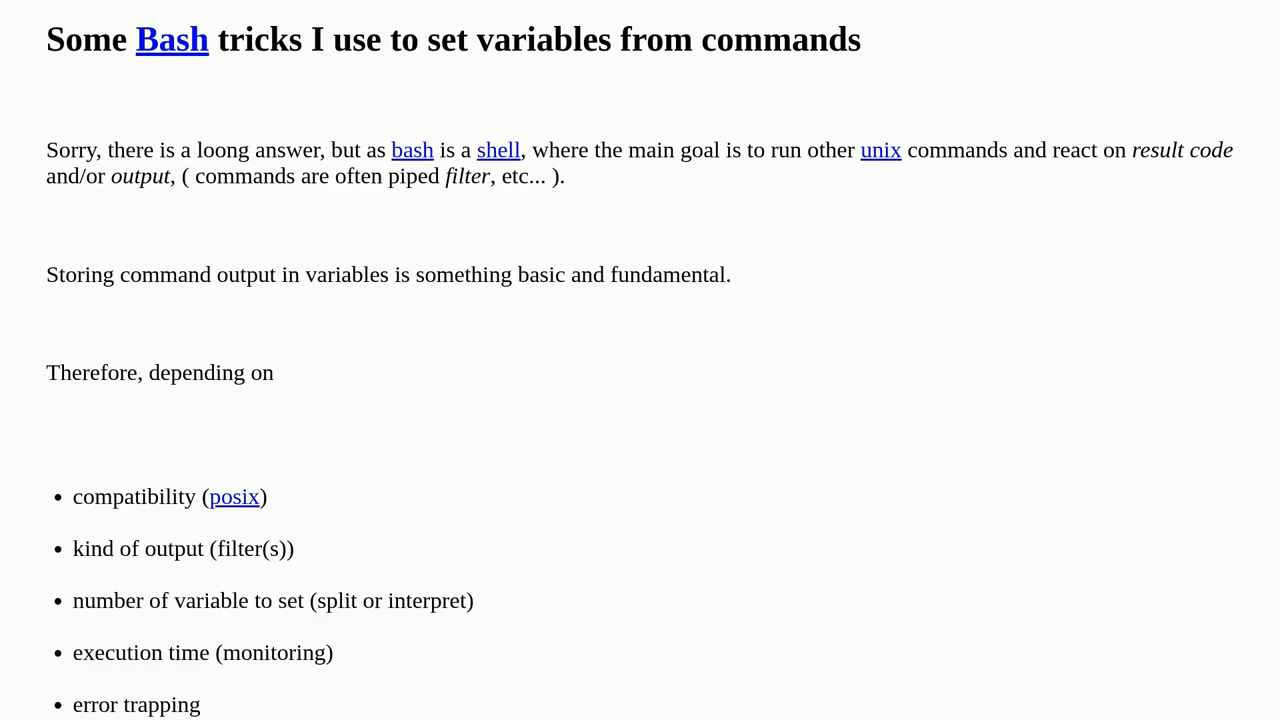 Some Bash tricks I use to set variables from commands
Sorry, there is a loong answer, but as bash is a shell, where the main goal is to run other unix commands and react on result code
and/or output, ( commands are often piped filter, etc... ).
Storing command output in variables is something basic and fundamental.
Therefore, depending on
• compatibility (posix)
• kind of output (filter(s))
• number of variable to set (split or interpret)
• execution time (monitoring)
• error trapping